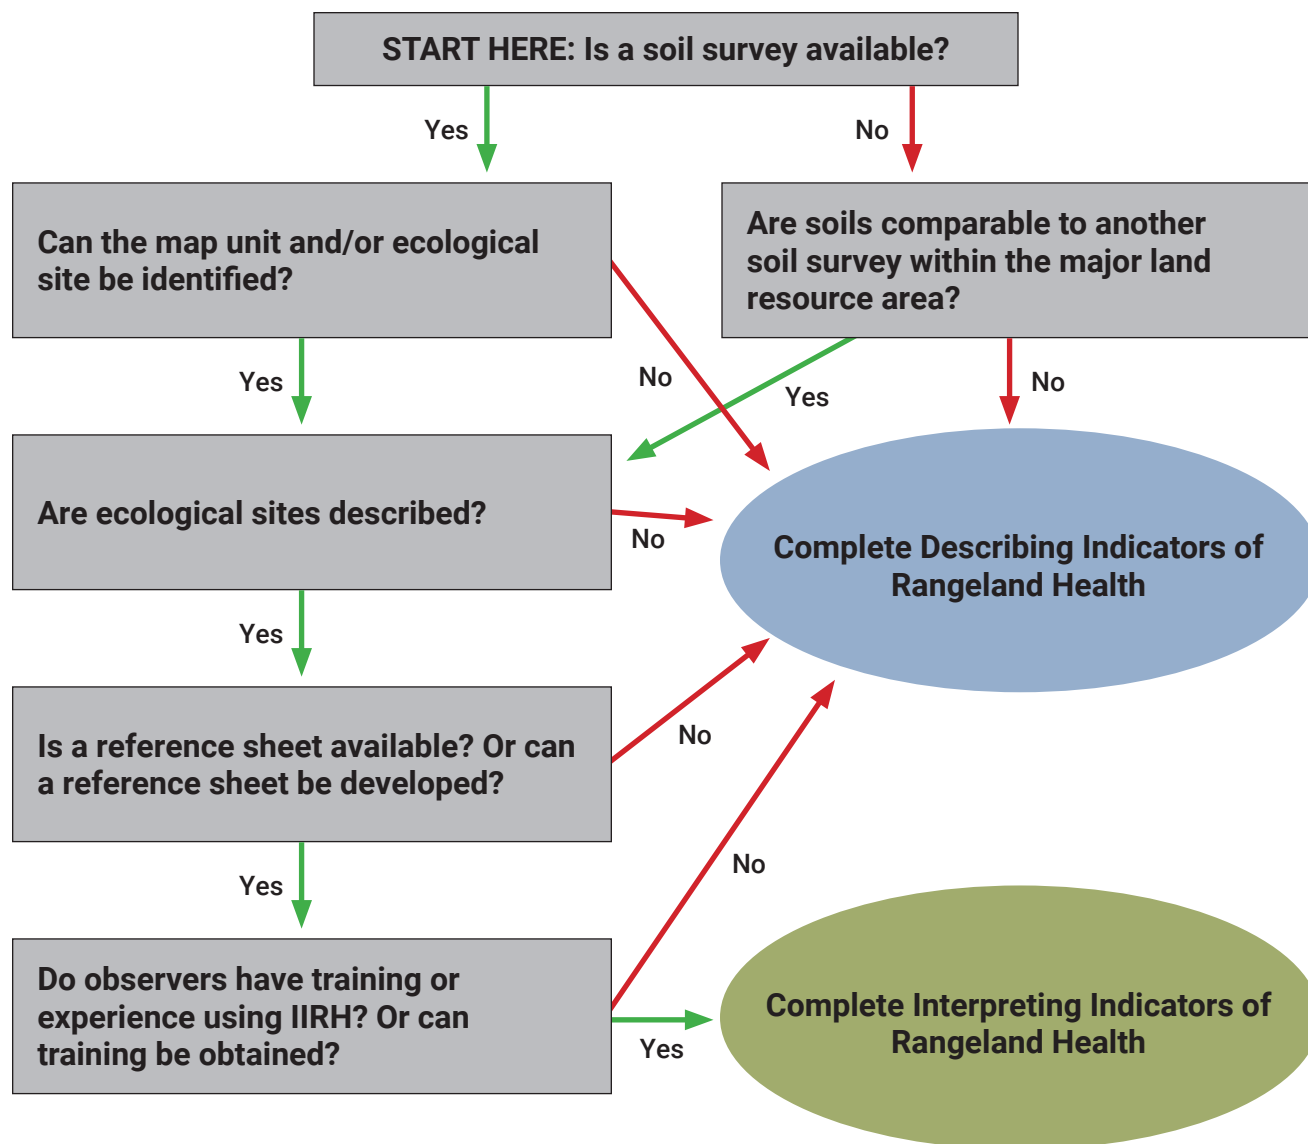 START HERE: Is a soil survey available?
Yes
No
Can the map unit and/or ecological
site be identified?
Are soils comparable to another
soil survey within the major land
resource area?
Yes
No
Yes
No
Are ecological sites described?
No
Complete Describing Indicators of
Rangeland Health
Yes
Is a reference sheet available? Or can
a reference sheet be developed?
No
Yes
No
Do observers have training or
experience using IIRH? Or can
training be obtained?
Yes
Complete Interpreting Indicators of
Rangeland Health